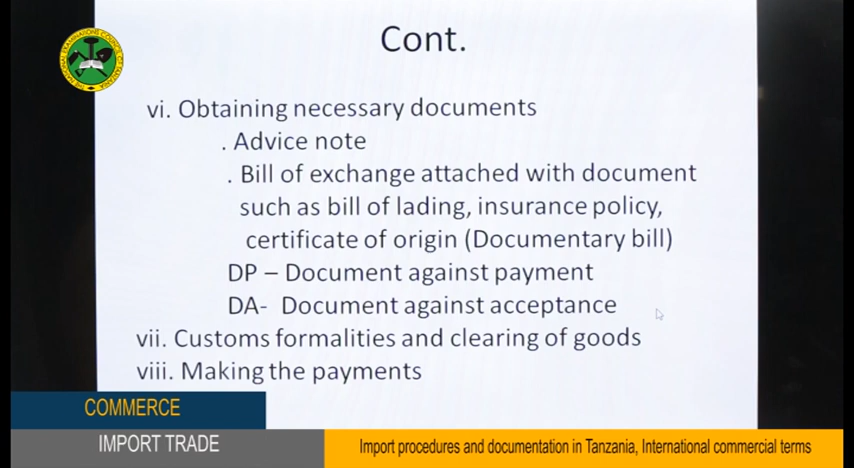 Cont.
vi. Obtaining necessary documents
. Advice note
. Bill of exchange attached with document
such as bill of lading, insurance policy,
certificate of origin (Documentary bill)
DP – Document against payment
DA- Document against acceptance
vii. Customs formalities and clearing of goods
viii. Making the payments
COMMERCE
IMPORT TRADE
Import procedures and documentation in Tanzania, International commercial terms